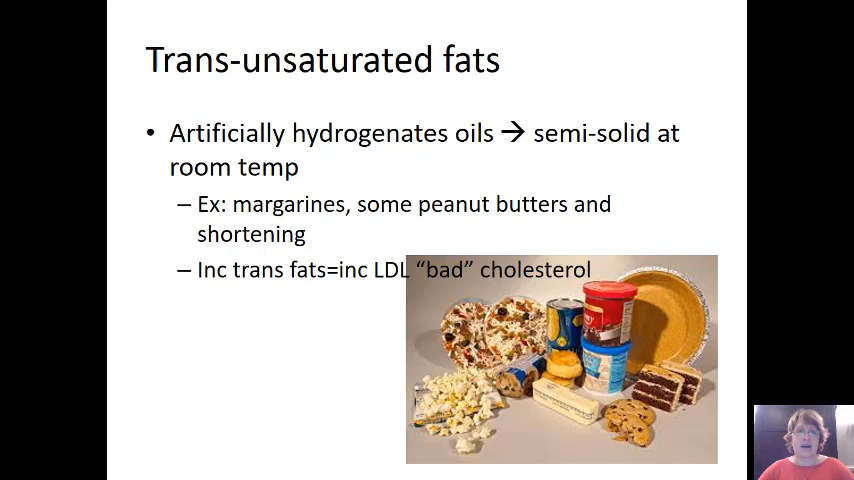 Trans-unsaturated fats
• Artificially hydrogenates oils → semi-solid at
room temp
– Ex: margarines, some peanut butters and
shortening
– Inc trans fats=inc LDL “bad” cholesterol